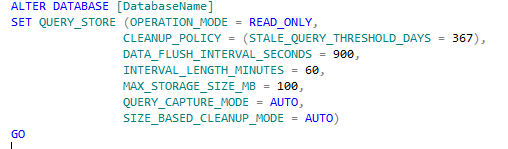 ALTER DATABASE [DatabaseName]
SET QUERY_STORE (OPERATION_MODE = READ_ONLY,
CLEANUP_POLICY = (STALE_QUERY_THRESHOLD_DAYS = 367),
DATA_FLUSH_INTERVAL_SECONDS = 900,
INTERVAL_LENGTH_MINUTES = 60,
MAX_STORAGE_SIZE_MB = 100,
QUERY_CAPTURE_MODE = AUTO,
SIZE_BASED_CLEANUP_MODE = AUTO)
GO